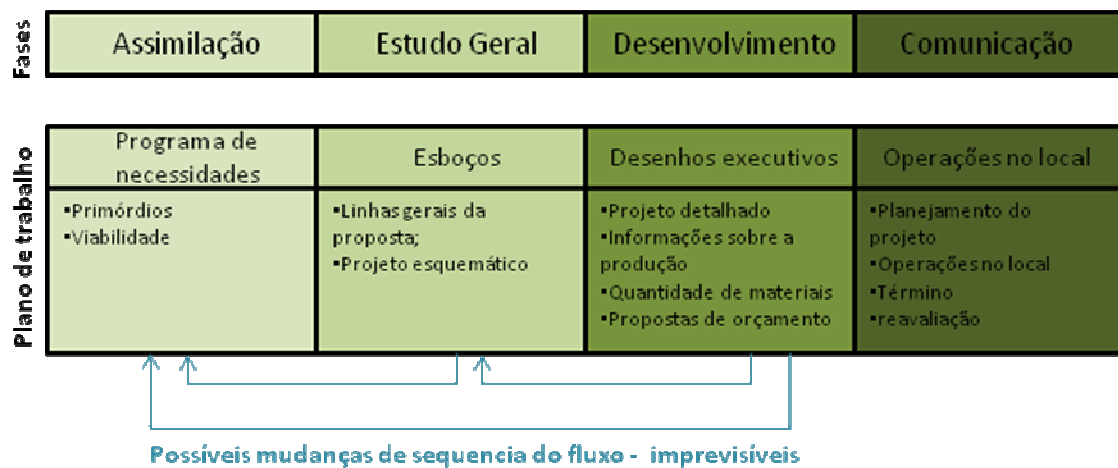 Fases
Assimilação
Estudo Geral
Desenvolvimento
Comunicação
Plano de trabalho
Programa de
necessidades
Esboços
Desenhos executivos
Operações no local
▪Primórdios
▪Viabilidade
▪Linhas gerais da
proposta;
▪Projeto esquemático
▪Projeto detalhado
▪Informações sobre a
produção
▪Quantidade de materiais
▪Propostas de orçamento
▪Planejamento do
projeto
▪Operações no local
▪Término
▪reavaliação
Possíveis mudanças de sequencia do fluxo - imprevisíveis